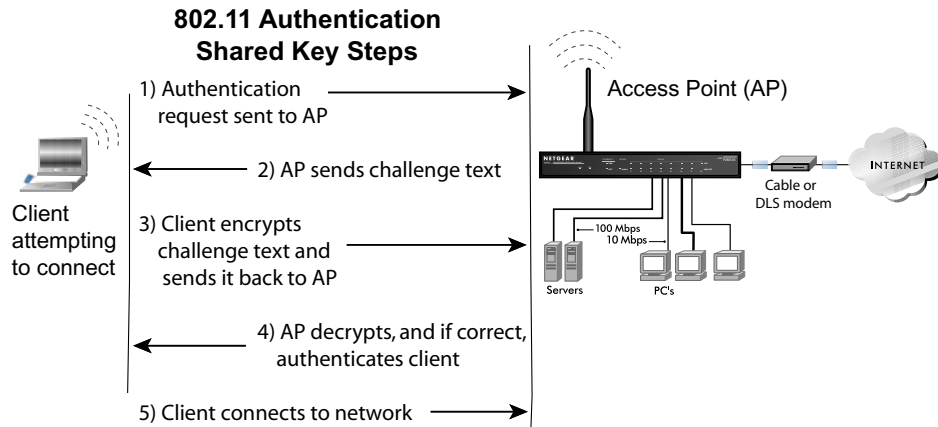 802.11 Authentication
Shared Key Steps
1) Authentication
request sent to AP
Access Point (AP)
NETGEAR
2) AP sends challenge text
INTERNET
Cable or
DLS modem
Client
attempting
to connect
3) Client encrypts
challenge text and
sends it back to AP
100 Mbps
10 Mbps
Servers
PC's
4) AP decrypts, and if correct,
authenticates client
5) Client connects to network